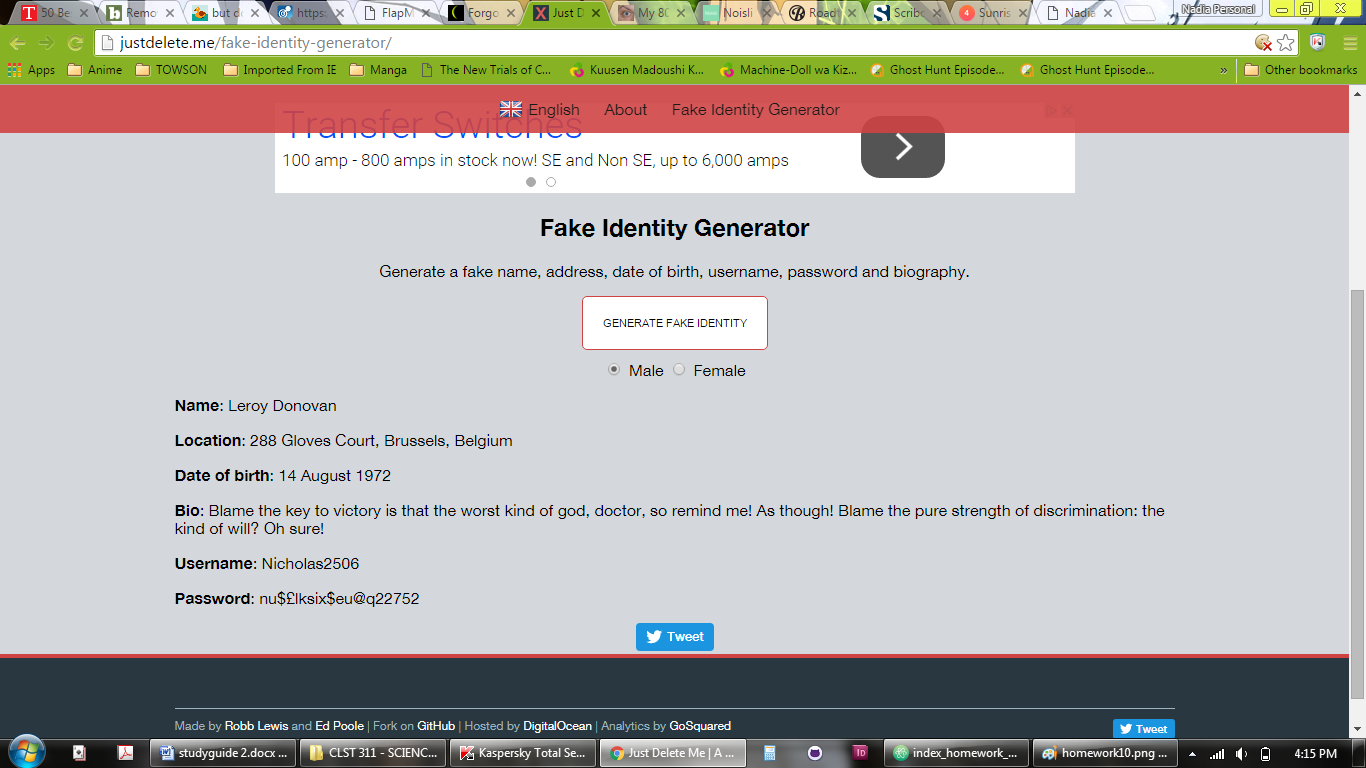 50 Be
Remo
but do
https:
FlapM
Forgo
Just D
My 80
Noisli
Roadt
Scribd
Sunris
Nadia
Nadia Personal
justdelete.me/fake-identity-generator/
Apps Anime TOWSON Imported From IE Manga The New Trials of C... Kuusen Madoushi K... Machine-Doll wa Kiz... Ghost Hunt Episode... Ghost Hunt Episode... » Other bookmarks
English About Fake Identity Generator
Transfer Switches
100 amp - 800 amps in stock now! SE and Non SE, up to 6,000 amps
Fake Identity Generator
Generate a fake name, address, date of birth, username, password and biography.
GENERATE FAKE IDENTITY
Male Female
Name: Leroy Donovan
Location: 288 Gloves Court, Brussels, Belgium
Date of birth: 14 August 1972
Bio: Blame the key to victory is that the worst kind of god, doctor, so remind me! As though! Blame the pure strength of discrimination: the
kind of will? Oh sure!
Username: Nicholas2506
Password: nu$£lksix$eu@q22752
Tweet
Made by Robb Lewis and Ed Poole | Fork on GitHub | Hosted by DigitalOcean | Analytics by GoSquared
Tweet
studyguide 2.docx ... CLST 311 - SCIENC... Kaspersky Total Se... Just Delete Me | A ... index_homework_... homework10.png ... 4:15 PM